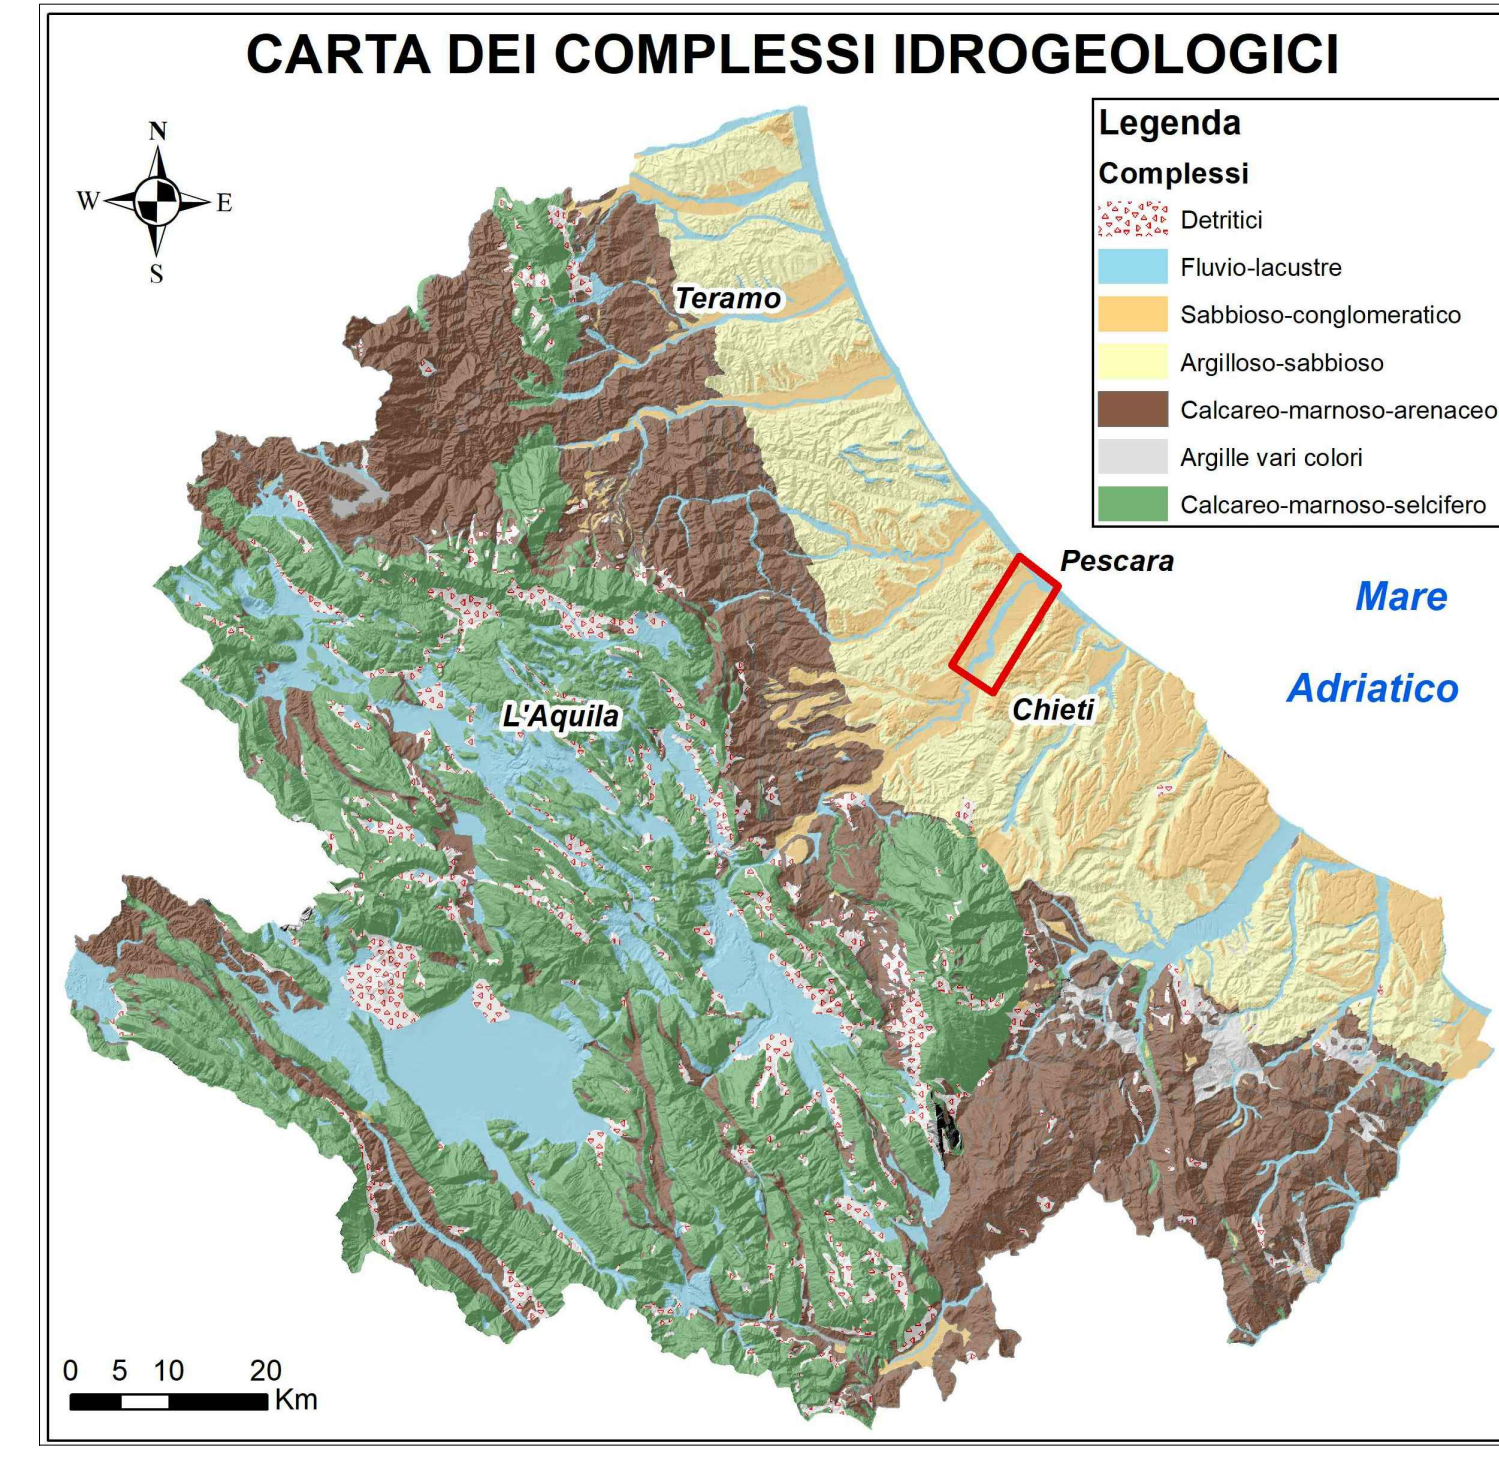 CARTA DEI COMPLESSI IDROGEOLOGICI
N
W E
S
Legenda
Complessi
Detritici
Fluvio-lacustre
Sabbioso-conglomeratico
Argilloso-sabbioso
Calcareo-marnoso-arenaceo
Argille vari colori
Calcareo-marnoso-selcifero
Teramo
Pescara
Mare
Adriatico
L'Aquila
Chieti
0 5 10 20
Km